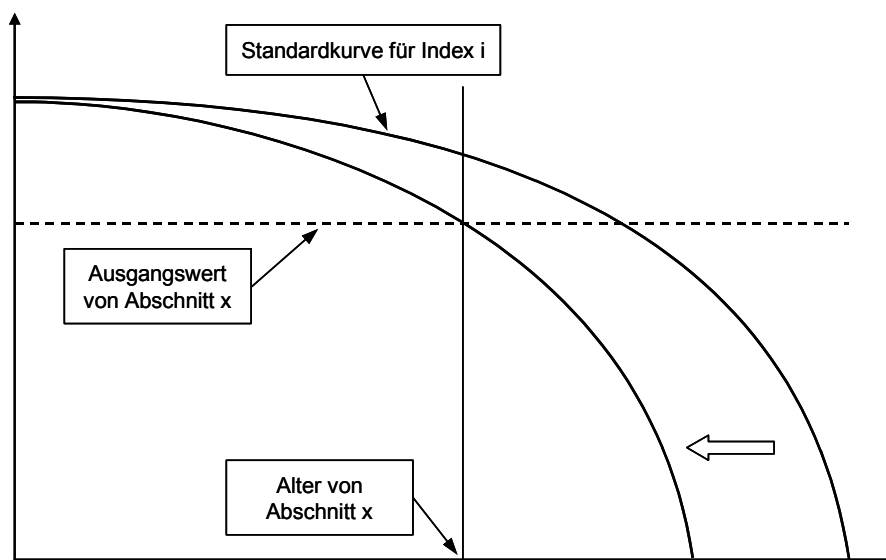 Standardkurve für Index i
Ausgangswert
von Abschnitt x
Alter von
Abschnitt x